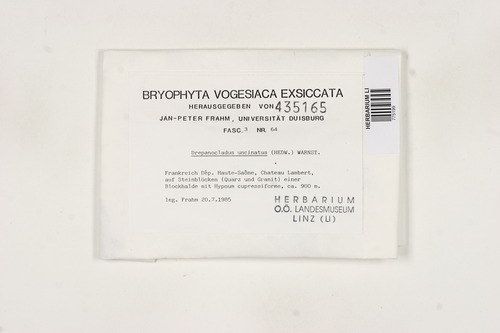 BRYOPHYTA VOGESIACA EXSICCATA
HERAUSGEGEBEN VON 435165
JAN-PETER FRAHM, UNIVERSITÄT DUISBURG
FASC. 3 NR. 64
Drepanocladus uncinatus (HEDW.) WARNST.
Frankreich Dép. Haute-Saône, Chateau Lambert,
auf Steinblöcken (Quarz und Granit) einer
Blockhalde mit Hypnum cupressiforme, ca. 900 m.
leg. Frahm 20.7.1985
HERBARIUM
O.Ö. LANDESMUSEUM
LINZ (LI)
HERBARIUM LI